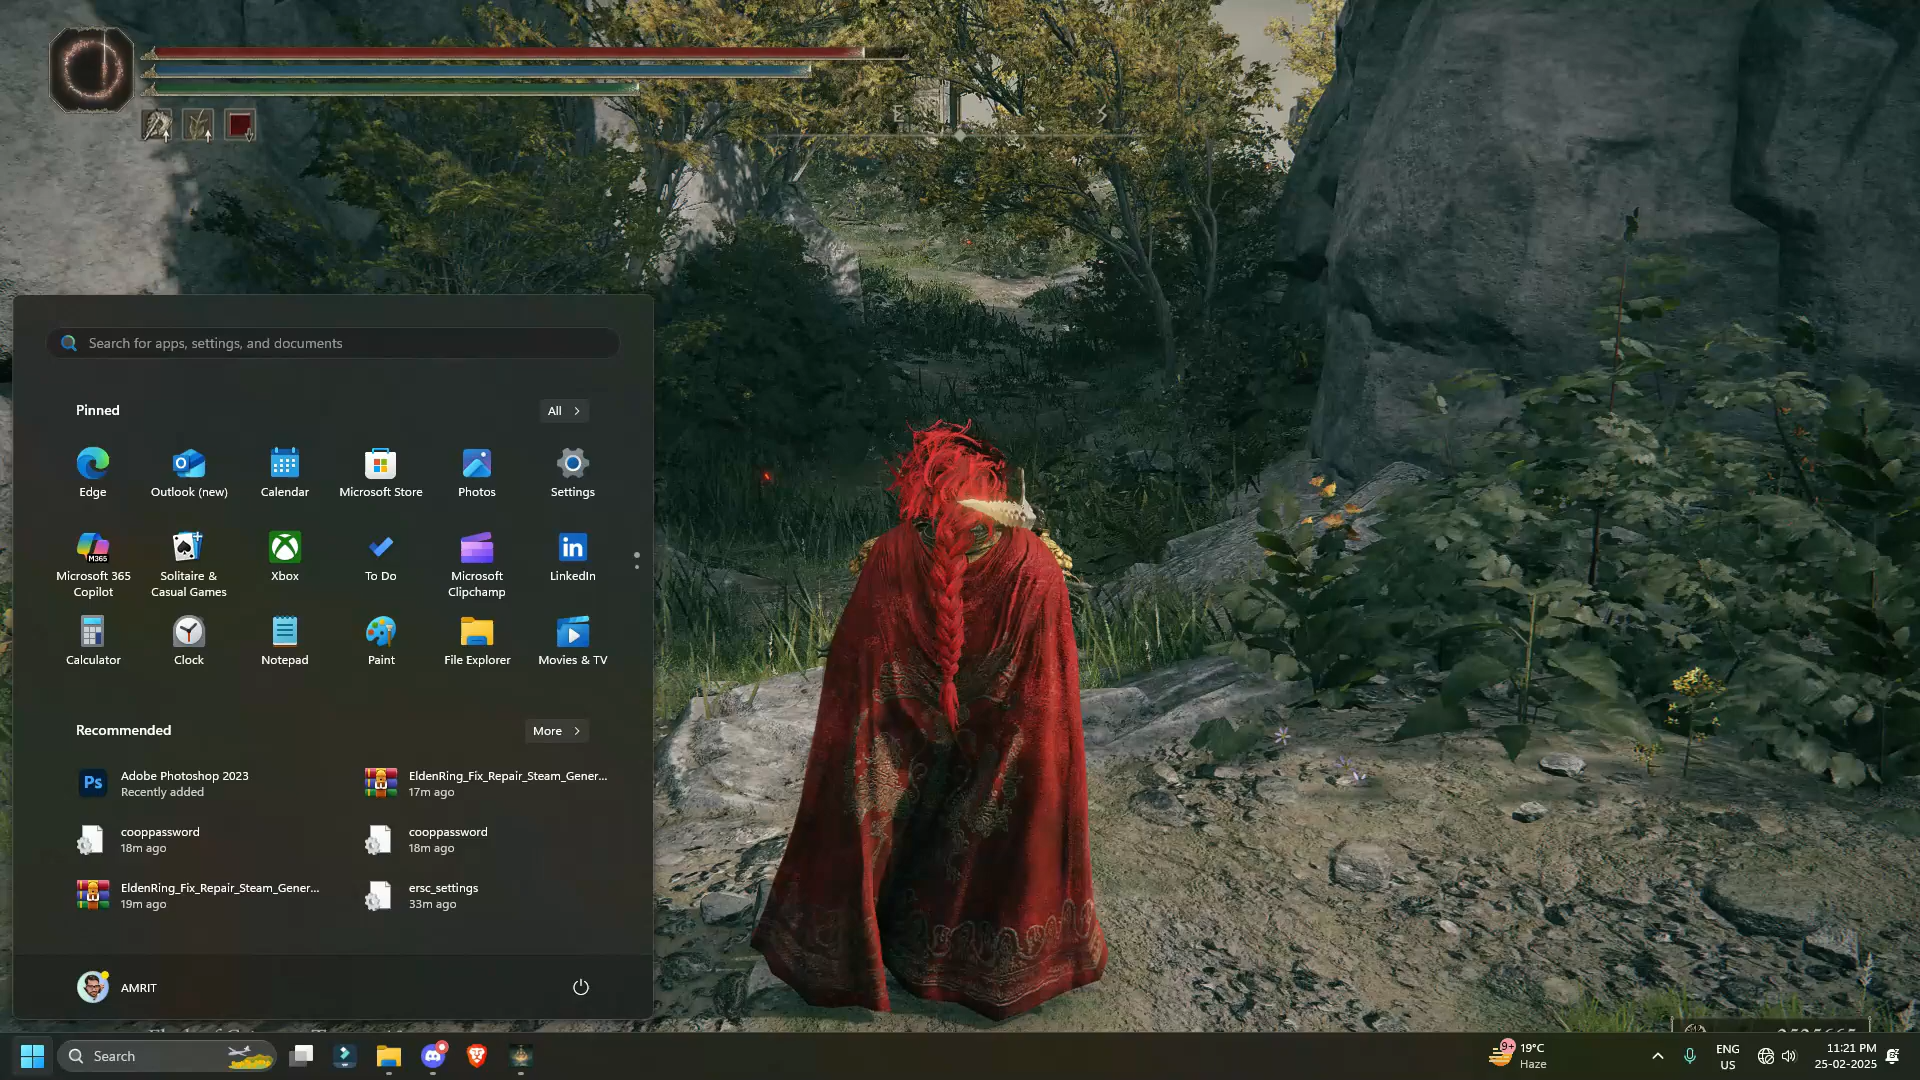 E
S
Search for apps, settings, and documents
Pinned
All
Edge
Outlook (new)
Calendar
Microsoft Store
Photos
Settings
M365
Microsoft 365
Copilot
Solitaire &
Casual Games
Xbox
To Do
Microsoft
Clipchamp
LinkedIn
Calculator
Clock
Notepad
Paint
File Explorer
Movies & TV
Recommended
More
Ps
Adobe Photoshop 2023
Recently added
EldenRing_Fix_Repair_Steam_Gener...
17m ago
cooppassword
18m ago
cooppassword
18m ago
EldenRing_Fix_Repair_Steam_Gener...
19m ago
ersc_settings
33m ago
AMRIT
Search
9+
19°C
Haze
ENG
US
11:21 PM
25-02-2025